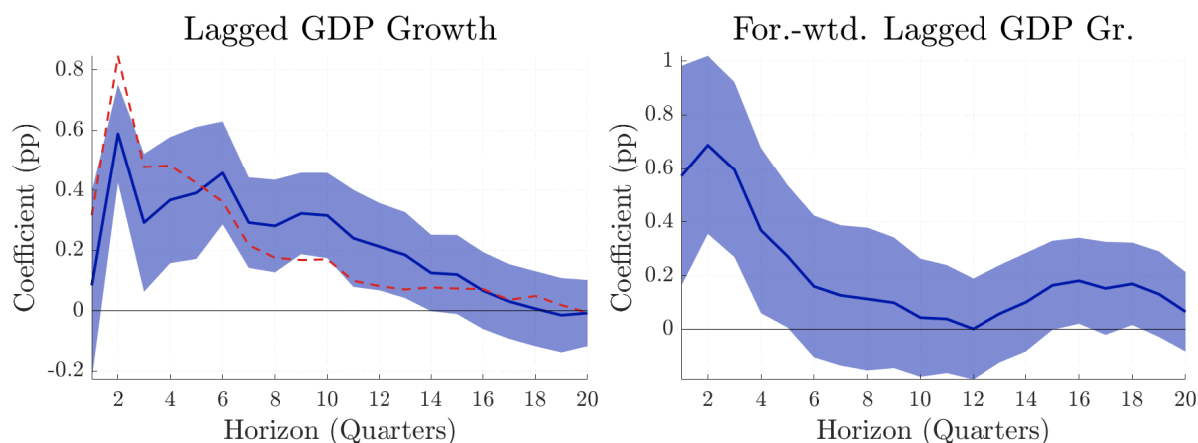 Lagged GDP Growth
Coefficient (pp)
0.8
0.6
0.4
0.2
0
-0.2
2 4 6 8 10 12 14 16 18 20
Horizon (Quarters)
For.-wtd. Lagged GDP Gr.
Coefficient (pp)
1
0.8
0.6
0.4
0.2
0
2 4 6 8 10 12 14 16 18 20
Horizon (Quarters)